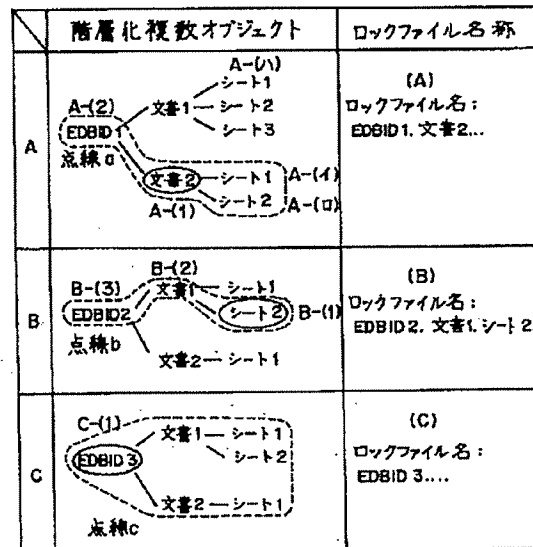 階層化複数オブジェクト ロックファイル名称
A
A-(ハ)
シート1
A-(2) 文書1 シート2
EDBID1 シート3
点線a
文書2 シート1 A-(イ)
シート2 A-(ロ)
A-(1)
(A)
ロックファイル名:
EDBID1. 文書2...
B
B-(2)
B-(3) 文書1 シート1
EDBID2 シート2 B-(1)
点線b
文書2 シート1
(B)
ロックファイル名:
EDBID2. 文書1. シート2
C
C-(1)
文書1 シート1
EDBID3 シート2
文書2 シート1
点線c
(C)
ロックファイル名:
EDBID3....